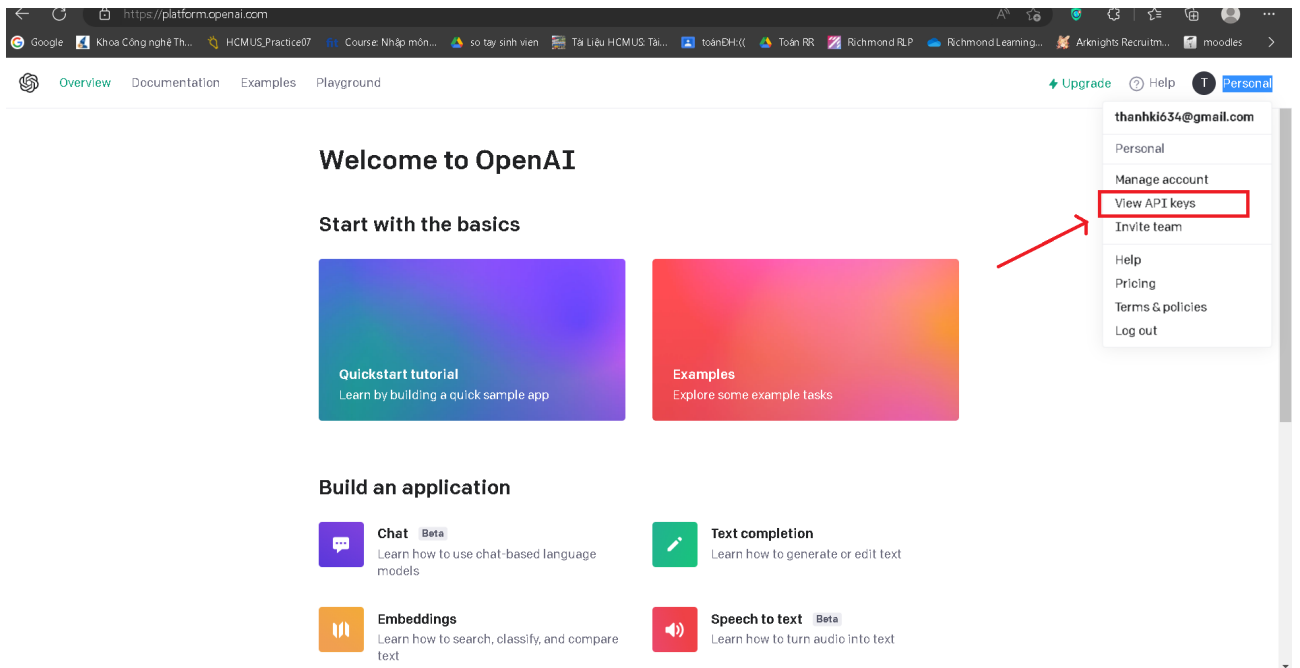 https://platform.openai.com
Google Khoa Công nghệ Th... HCMUS_Practice07 Course: Nhập môn... so tay sinh vien Tài Liệu HCMUS: Tài... toánĐH:(( Toán RR Richmond RLP Richmond Learning... Arknights Recruitm... moodles
Overview Documentation Examples Playground Upgrade Help T Personal
thanhki634@gmail.com
Personal
Manage account
View API keys
Invite team
Help
Pricing
Terms & policies
Log out
Welcome to OpenAI
Start with the basics
Quickstart tutorial
Learn by building a quick sample app
Examples
Explore some example tasks
Build an application
Chat Beta
Learn how to use chat-based language
models
Text completion
Learn how to generate or edit text
Embeddings
Learn how to search, classify, and compare
text
Speech to text Beta
Learn how to turn audio into text